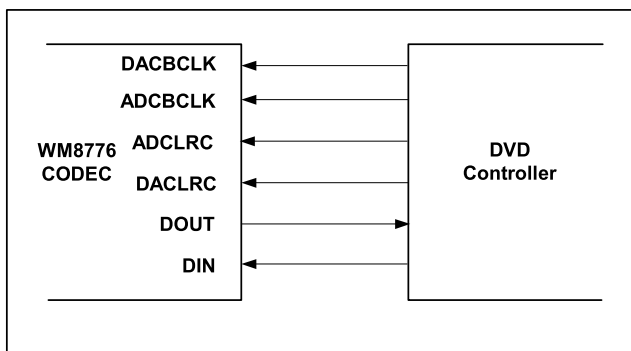 DACBCLK
ADCBCLK
ADCLRC
WM8776
CODEC
DACLRC
DOUT
DIN
DVD
Controller